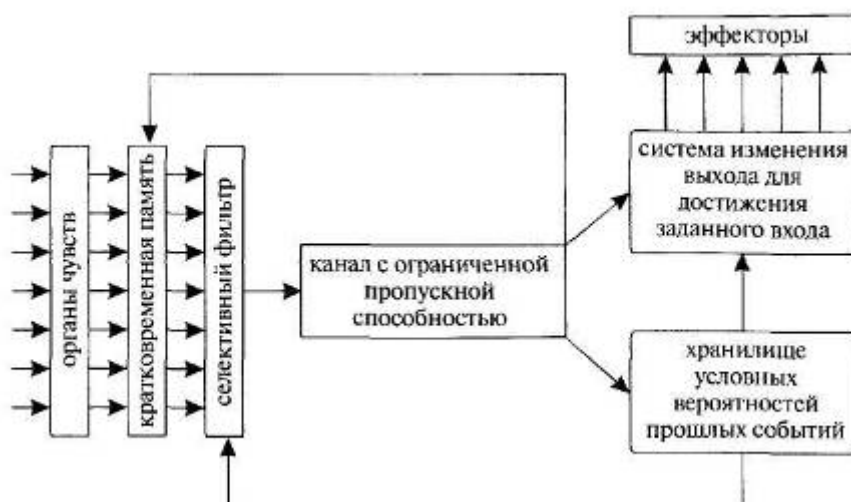 органы чувств
кратковременная память
селективный фильтр
канал с ограниченной
пропускной
способностью
эффекторы
система изменения
выхода для
достижения
заданного входа
хранилище
условных
вероятностей
прошлых событий